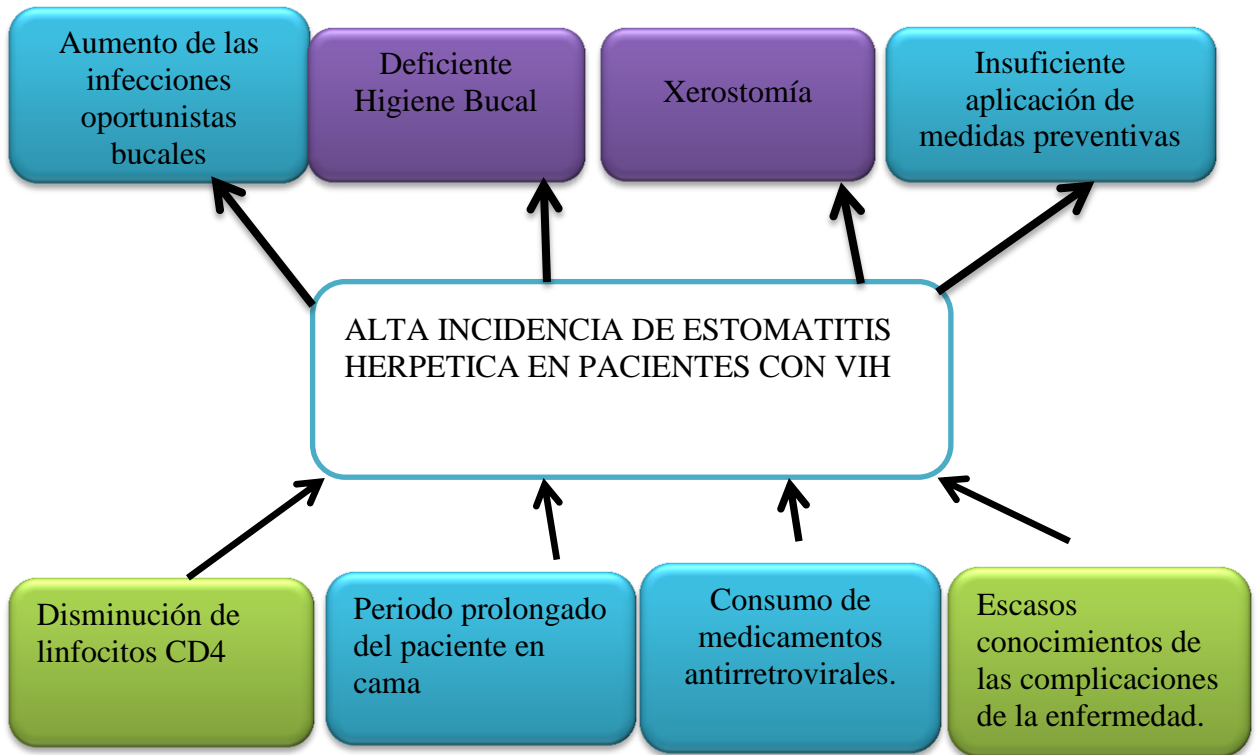 Aumento de las
infecciones
oportunistas
bucales
Deficiente
Higiene Bucal
Xerostomía
Insuficiente
aplicación de
medidas preventivas
ALTA INCIDENCIA DE ESTOMATITIS
HERPETICA EN PACIENTES CON VIH
Disminución de
linfocitos CD4
Periodo prolongado
del paciente en
cama
Consumo de
medicamentos
antirretrovirales.
Escasos
conocimientos de
las complicaciones
de la enfermedad.